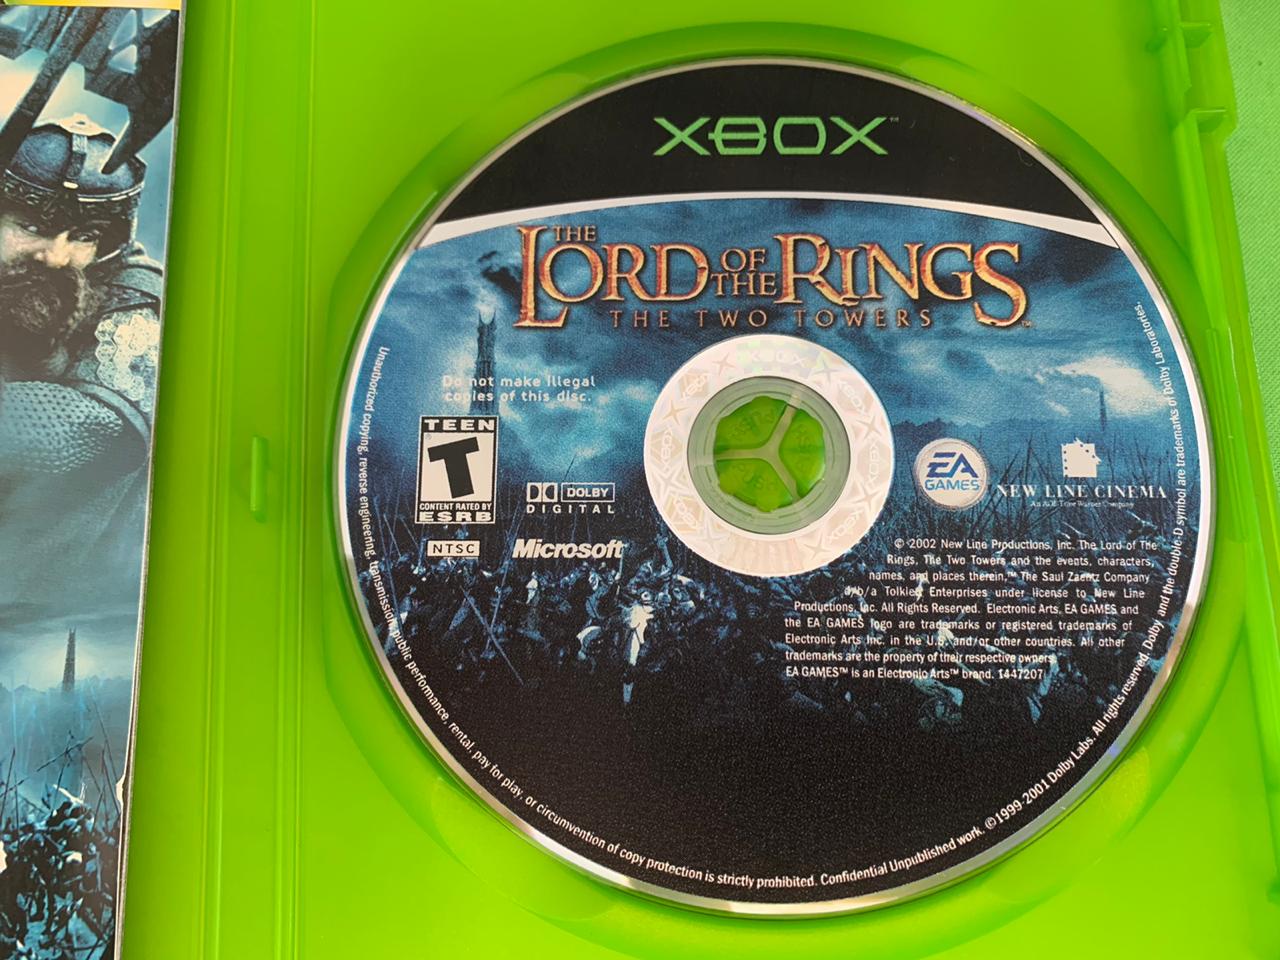 XBOX™
THE LORD OF THE RINGS™
THE TWO TOWERS
Do not make illegal
copies of this disc.
TEEN
T
CONTENT RATED BY
ESRB
DOLBY
DIGITAL
NTSC
Microsoft
EA
GAMES
NEW LINE CINEMA
An AOL Time Warner Company
© 2002 New Line Productions, Inc. The Lord of The
Rings, The Two Towers and the events, characters,
names, and places therein,™ The Saul Zaentz Company
d/b/a Tolkien Enterprises under license to New Line
Productions, Inc. All Rights Reserved. Electronic Arts, EA GAMES and
the EA GAMES logo are trademarks or registered trademarks of
Electronic Arts Inc. in the U.S. and/or other countries. All other
trademarks are the property of their respective owners.
EA GAMES™ is an Electronic Arts™ brand. 1447207
Unauthorized copying, reverse engineering, transmission, public performance, rental, pay for play, or circumvention of copy protection is strictly prohibited. Confidential Unpublished work. ©1999-2001 Dolby Labs. All rights reserved. Dolby and the double-D symbol are trademarks of Dolby Laboratories.
XBOX